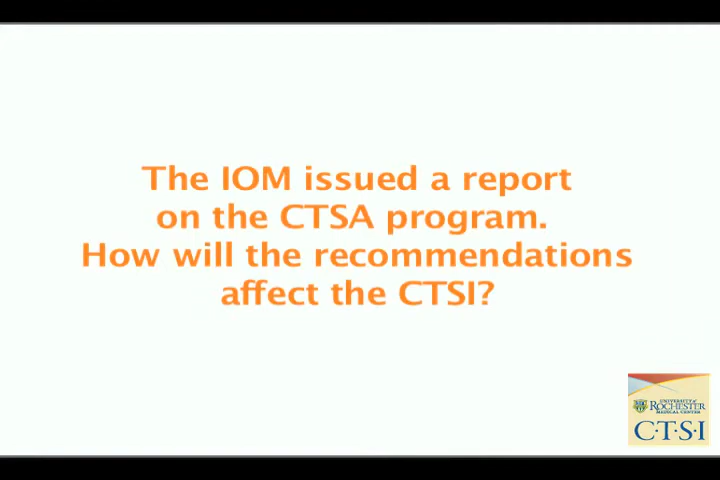 The IOM issued a report
on the CTSA program.
How will the recommendations
affect the CTSI?
UNIVERSITY of
ROCHESTER
MEDICAL CENTER
C•T•S•I